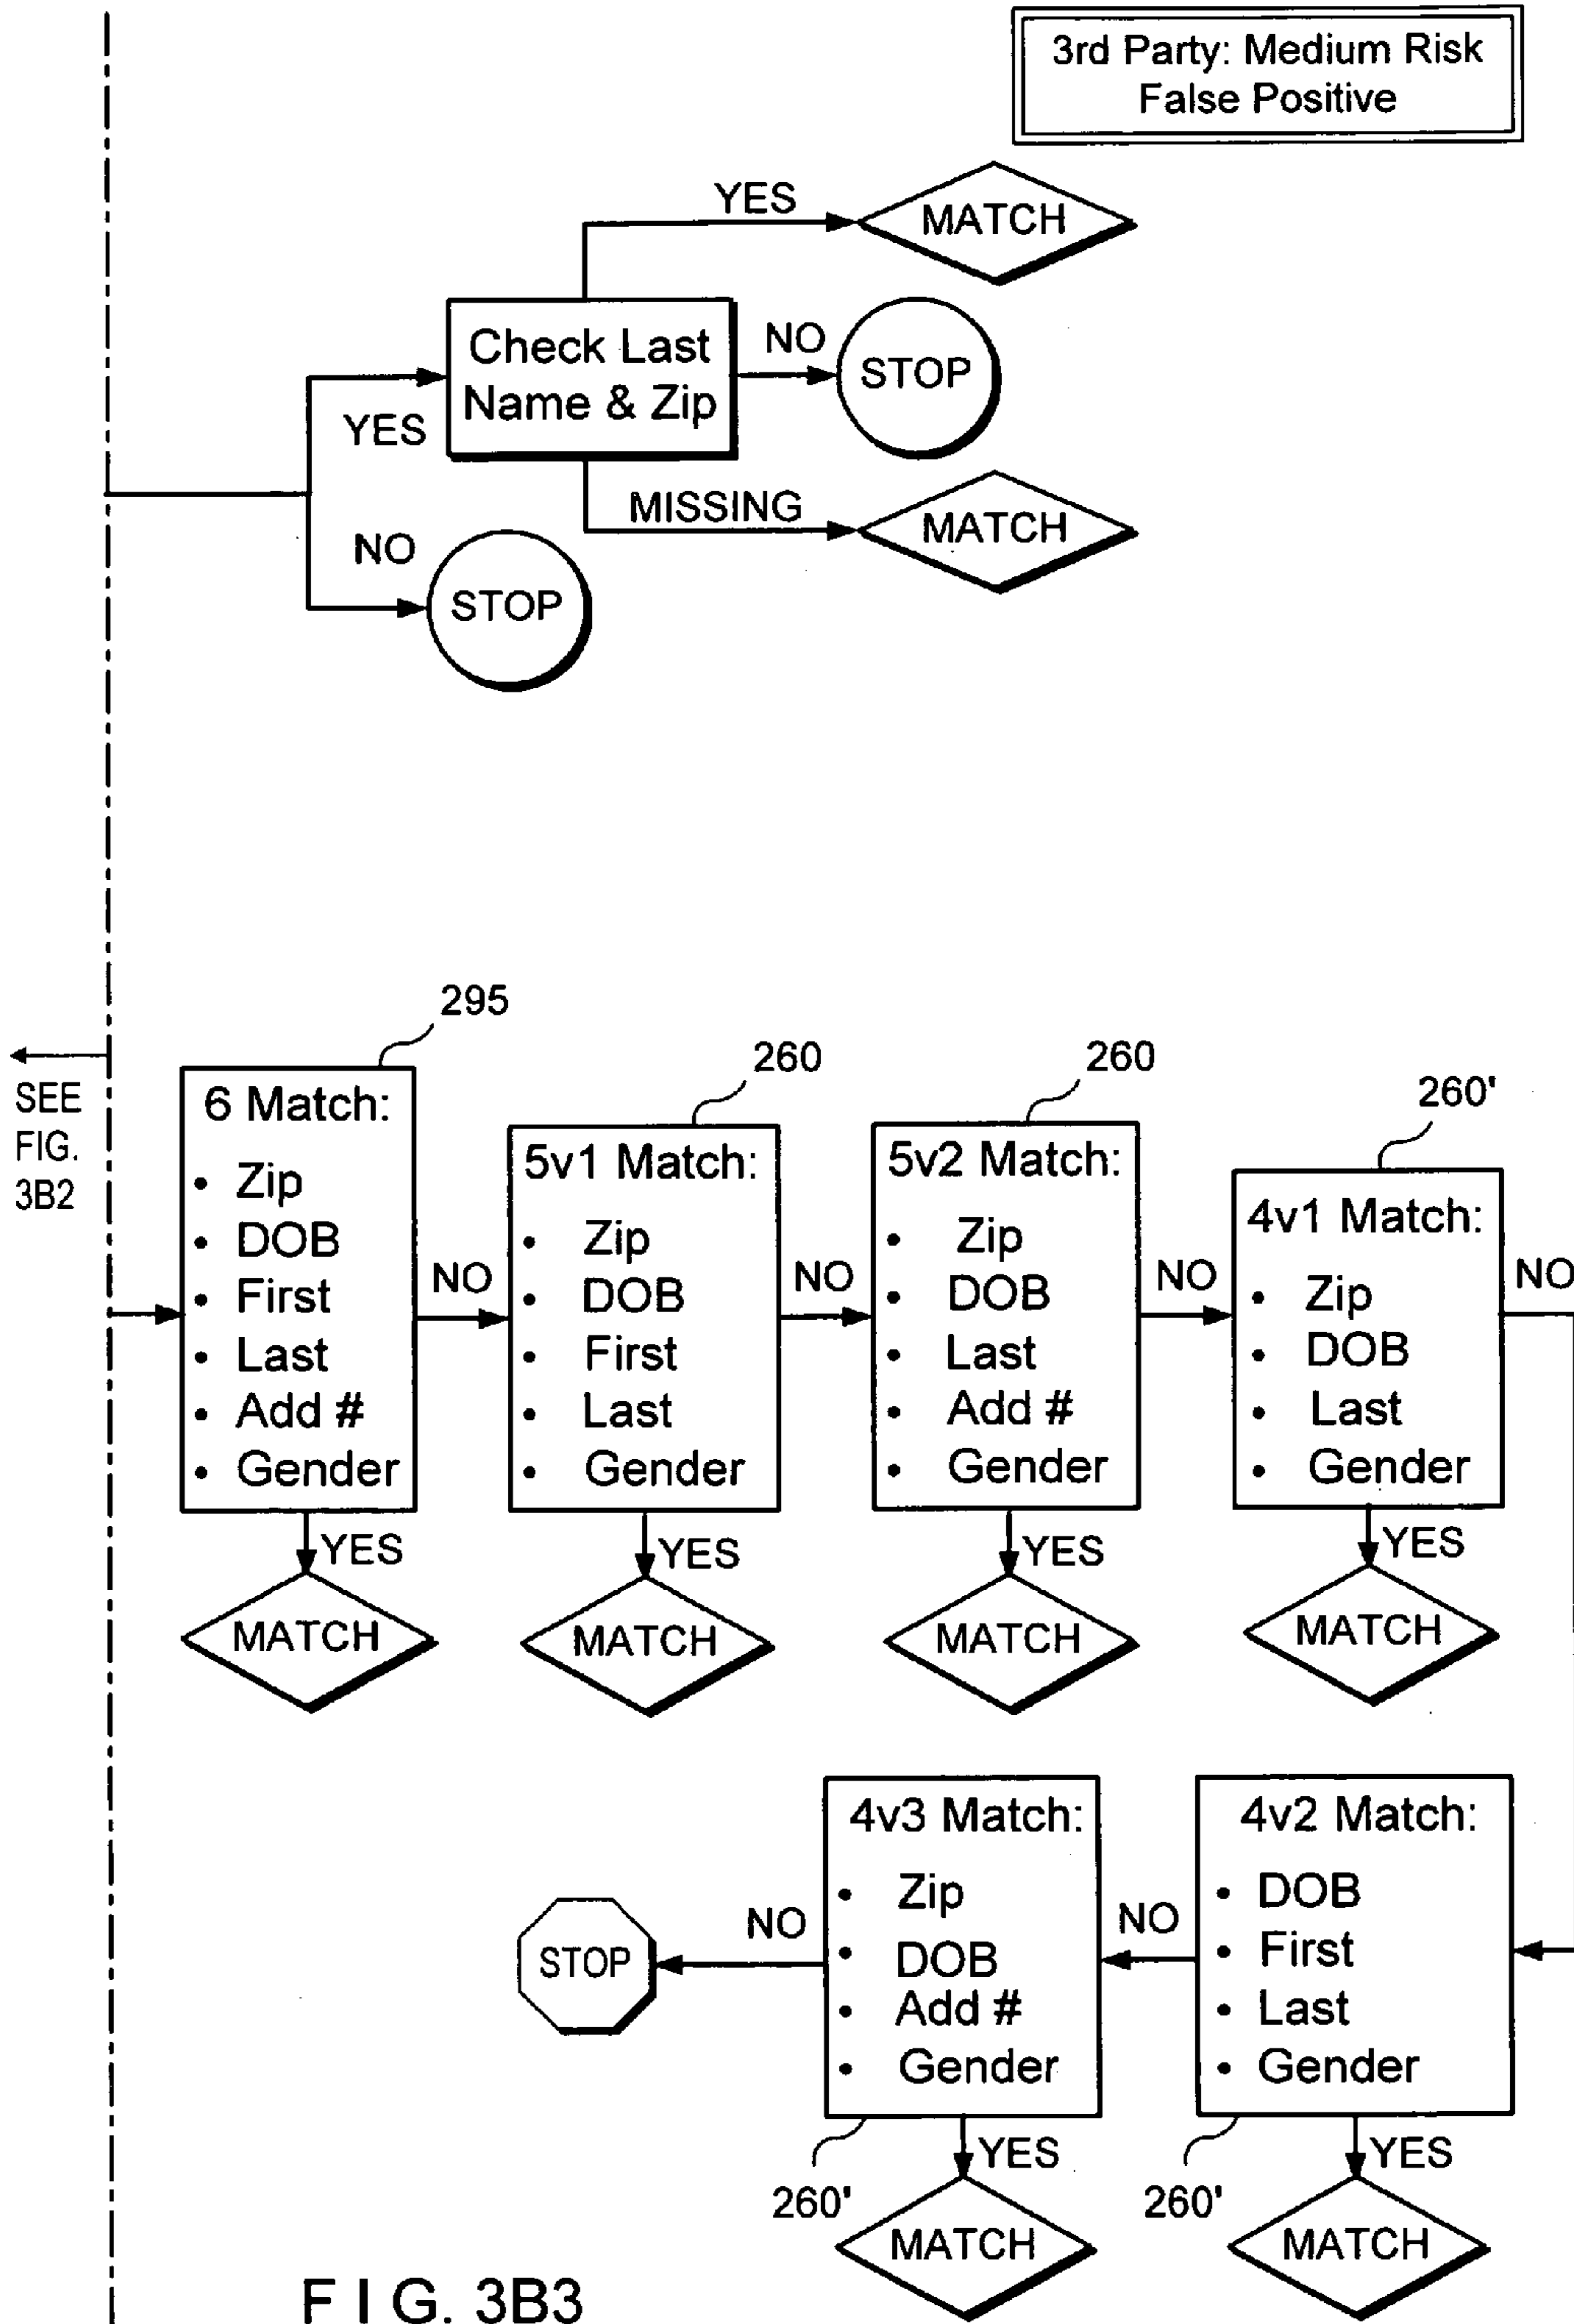 3rd Party: Medium Risk
False Positive
YES
MATCH
Check Last
Name & Zip
NO
STOP
YES
MISSING
MATCH
NO
STOP
SEE
FIG.
3B2
295
6 Match:
• Zip
• DOB
• First
• Last
• Add #
• Gender
NO
YES
MATCH
260
5v1 Match:
• Zip
• DOB
• First
• Last
• Gender
NO
YES
MATCH
260
5v2 Match:
• Zip
• DOB
• Last
• Add #
• Gender
NO
YES
MATCH
260'
4v1 Match:
• Zip
• DOB
• Last
• Gender
NO
YES
MATCH
4v2 Match:
• DOB
• First
• Last
• Gender
NO
260'
YES
MATCH
4v3 Match:
• Zip
• DOB
• Add #
• Gender
NO
STOP
260'
YES
MATCH
FIG. 3B3